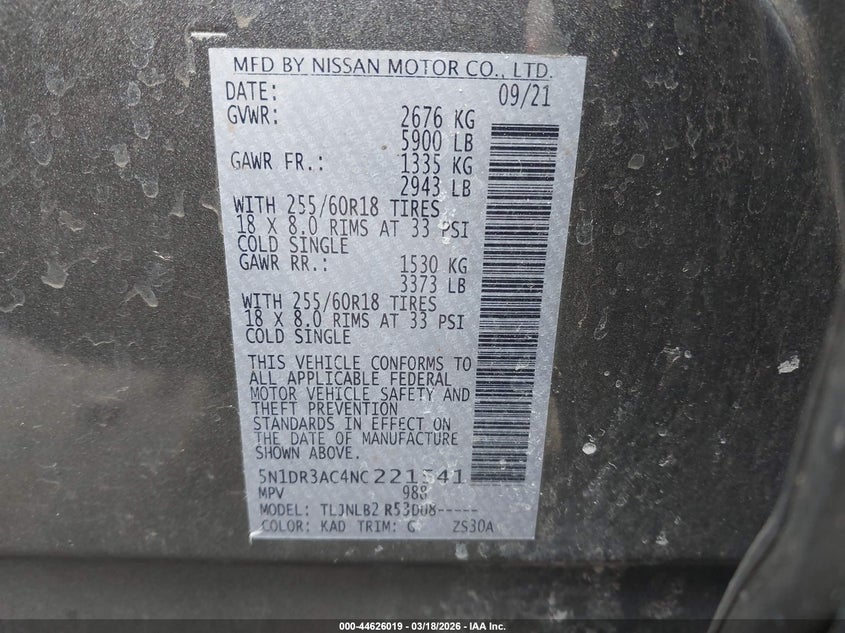 MFD BY NISSAN MOTOR CO., LTD.
DATE: 09/21
GVWR: 2676 KG
5900 LB
GAWR FR.: 1335 KG
2943 LB
WITH 255/60R18 TIRES
18 X 8.0 RIMS AT 33 PSI
COLD SINGLE
GAWR RR.: 1530 KG
3373 LB
WITH 255/60R18 TIRES
18 X 8.0 RIMS AT 33 PSI
COLD SINGLE
THIS VEHICLE CONFORMS TO
ALL APPLICABLE FEDERAL
MOTOR VEHICLE SAFETY AND
THEFT PREVENTION
STANDARDS IN EFFECT ON
THE DATE OF MANUFACTURE
SHOWN ABOVE.
5N1DR3AC4NC221541
MPV 988
MODEL: TLJNLB2 R53D08-----
COLOR: KAD TRIM: G ZS30A
000-44626019 - 03/18/2026 - IAA Inc.